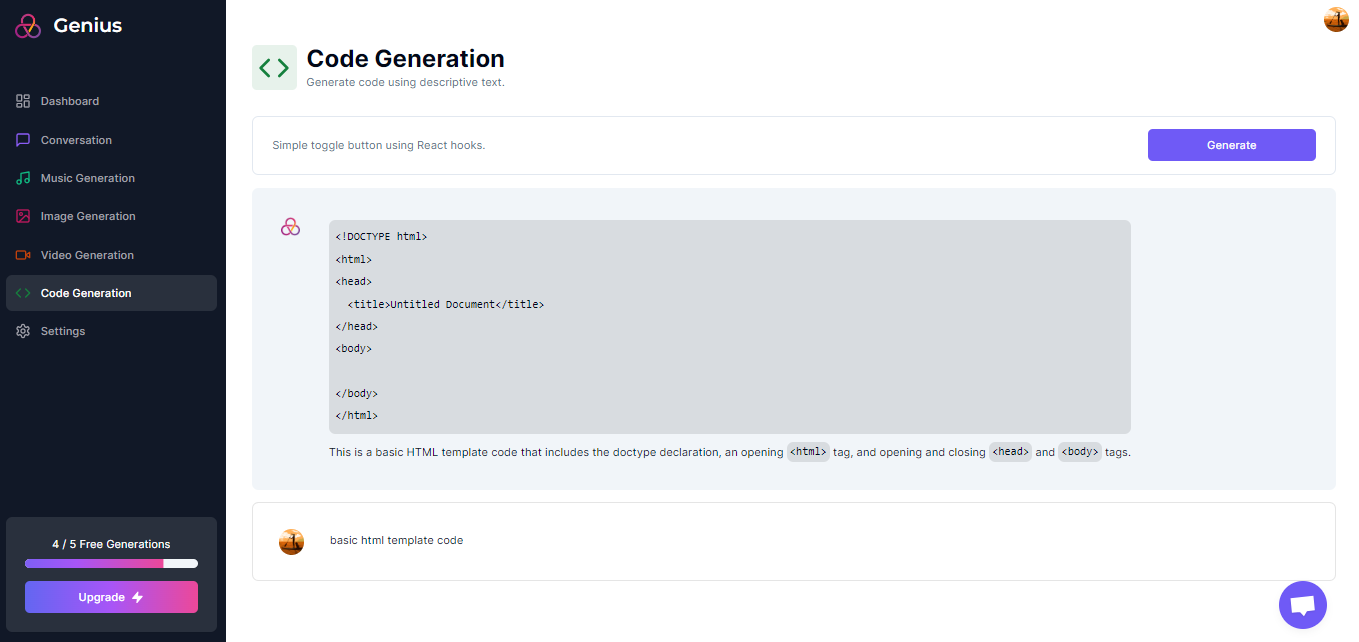 Genius
Dashboard
Conversation
Music Generation
Image Generation
Video Generation
Code Generation
Settings
4 / 5 Free Generations
Upgrade
Code Generation
Generate code using descriptive text.
Simple toggle button using React hooks.
Generate
<!DOCTYPE html>
<html>
<head>
  <title>Untitled Document</title>
</head>
<body>

</body>
</html>
This is a basic HTML template code that includes the doctype declaration, an opening <html> tag, and opening and closing <head> and <body> tags.
basic html template code